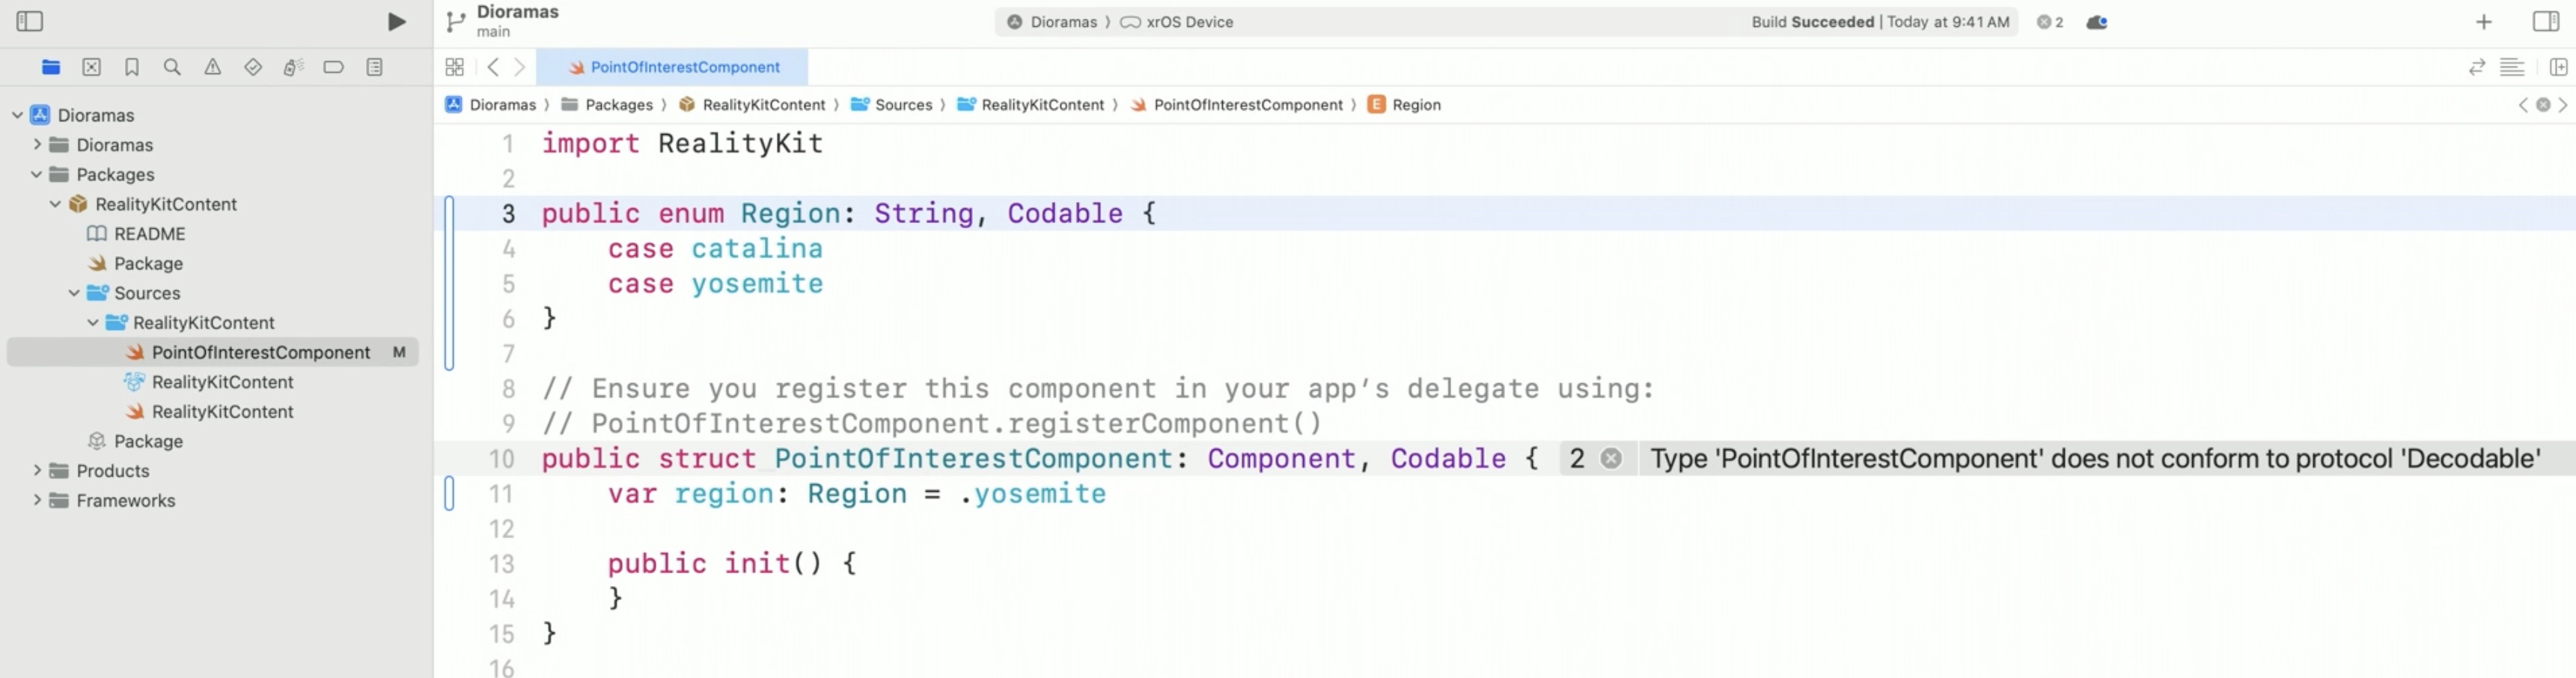 Dioramas
main
Dioramas 〉 xrOS Device
Build Succeeded | Today at 9:41 AM
2
PointOfInterestComponent
Dioramas 〉 Packages 〉 RealityKitContent 〉 Sources 〉 RealityKitContent 〉 PointOfInterestComponent 〉 E Region
Dioramas
Dioramas
Packages
RealityKitContent
README
Package
Sources
RealityKitContent
PointOfInterestComponent M
RealityKitContent
RealityKitContent
Package
Products
Frameworks
1 import RealityKit
2
3 public enum Region: String, Codable {
4 case catalina
5 case yosemite
6 }
7
8 // Ensure you register this component in your app’s delegate using:
9 // PointOfInterestComponent.registerComponent()
10 public struct PointOfInterestComponent: Component, Codable { 2 Type 'PointOfInterestComponent' does not conform to protocol 'Decodable'
11 var region: Region = .yosemite
12
13 public init() {
14 }
15 }
16